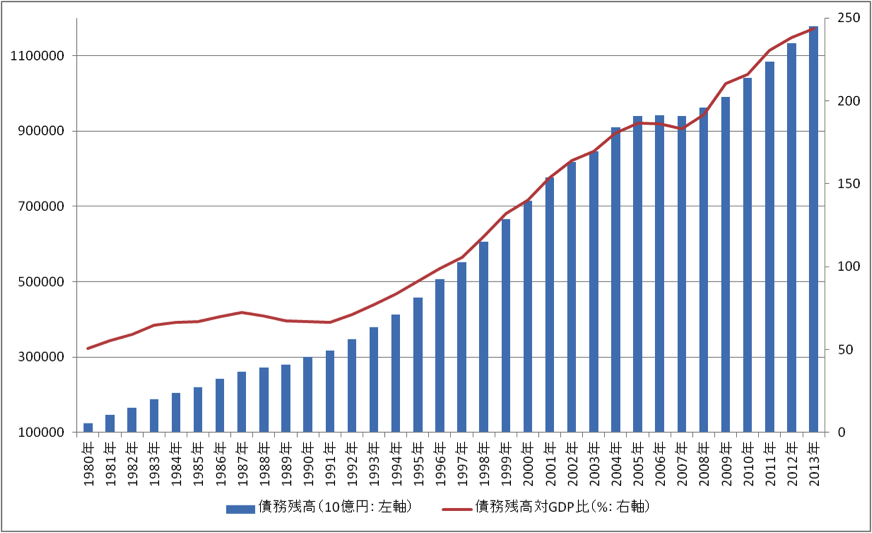 1100000
900000
700000
500000
300000
100000
250
200
150
100
50
0
1980年
1981年
1982年
1983年
1984年
1985年
1986年
1987年
1988年
1989年
1990年
1991年
1992年
1993年
1994年
1995年
1996年
1997年
1998年
1999年
2000年
2001年
2002年
2003年
2004年
2005年
2006年
2007年
2008年
2009年
2010年
2011年
2012年
2013年
債務残高(10億円: 左軸)
債務残高対GDP比(%: 右軸)